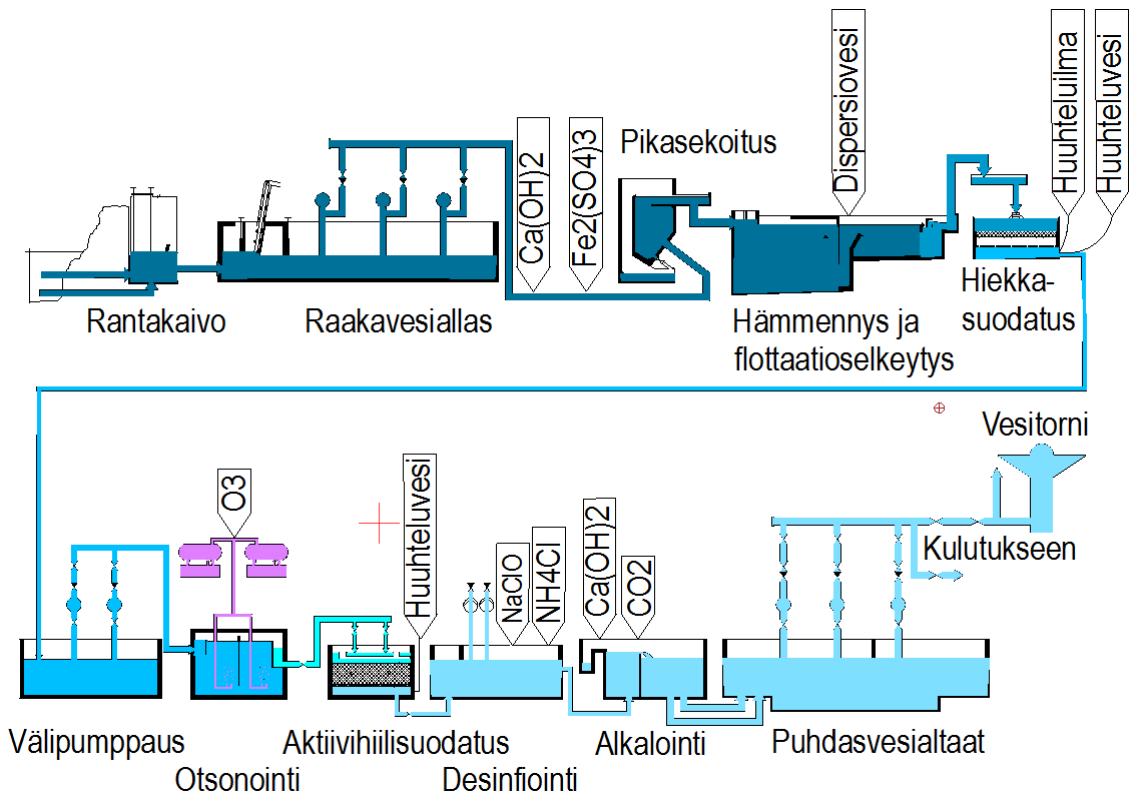 Ca(OH)2
Fe2(SO4)3
Pikasekoitus
Dispersiovesi
Huuhteluilma
Huuhteluvesi
Rantakaivo
Raakavesiallas
Hämmennys ja
flottaatioselkeytys
Hiekka-
suodatus
Vesitorni
Kulutukseen
O3
Huuhteluvesi
NaClO
NH4Cl
Ca(OH)2
CO2
Välipumppaus
Otsonointi
Aktiivihiilisuodatus
Desinfiointi
Alkalointi
Puhdasvesialtaat